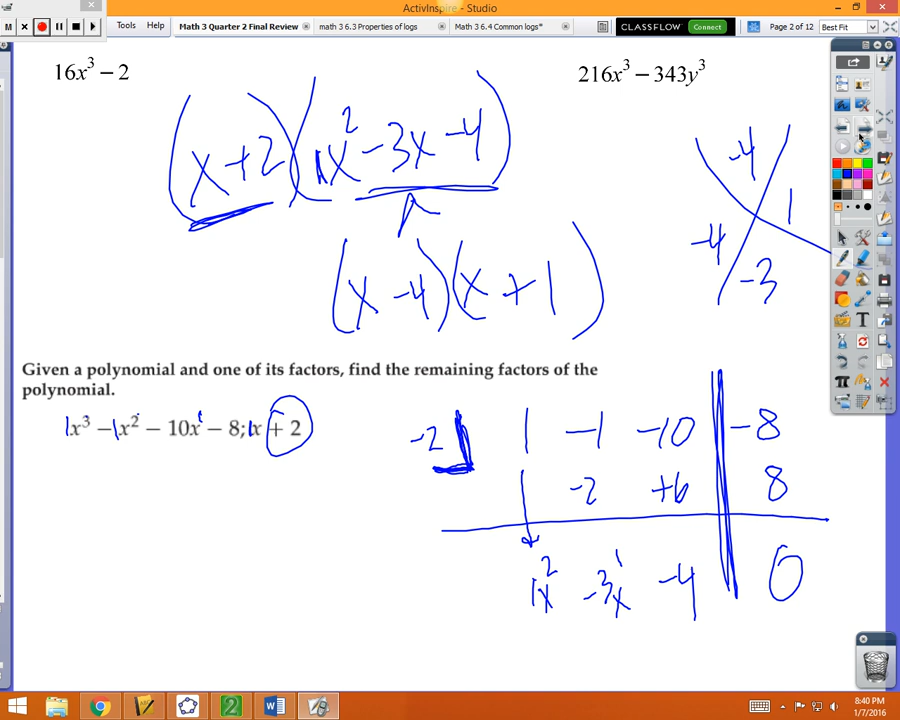 ActivInspire - Studio
M
Tools Help Math 3 Quarter 2 Final Review × math 3 6.3 Properties of logs × Math 3 6.4 Common logs* × CLASSFLOW Connect Page 2 of 12 Best Fit
16x³ – 2
216x³ – 343y³
(x+2)(1x² -3x -4)
-4
-4 1
-3
(x -4)(x + 1)
Given a polynomial and one of its factors, find the remaining factors of the
polynomial.
1x³ – 1x² – 10x¹ – 8; 1x + 2
-2 1 -1 -10 -8
-2 +6 8
1x² -3x¹ -4 0
8:40 PM
1/7/2016